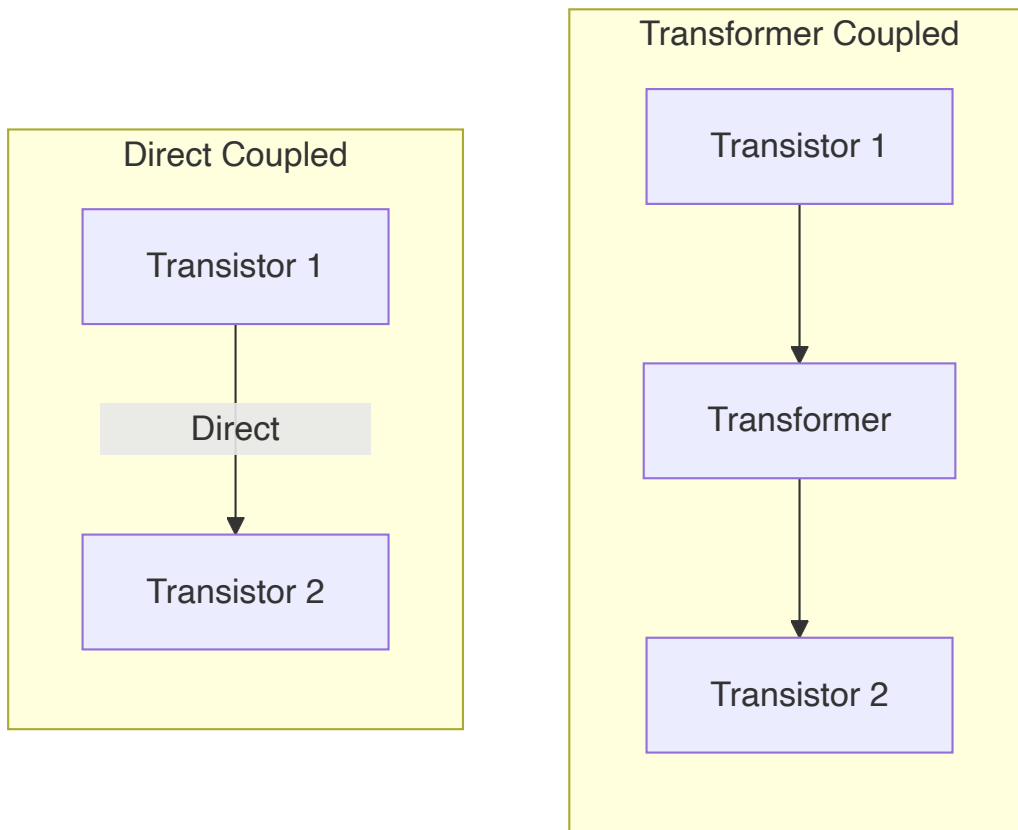 Direct Coupled
Transistor 1
Direct
Transistor 2
Transformer Coupled
Transistor 1
Transformer
Transistor 2